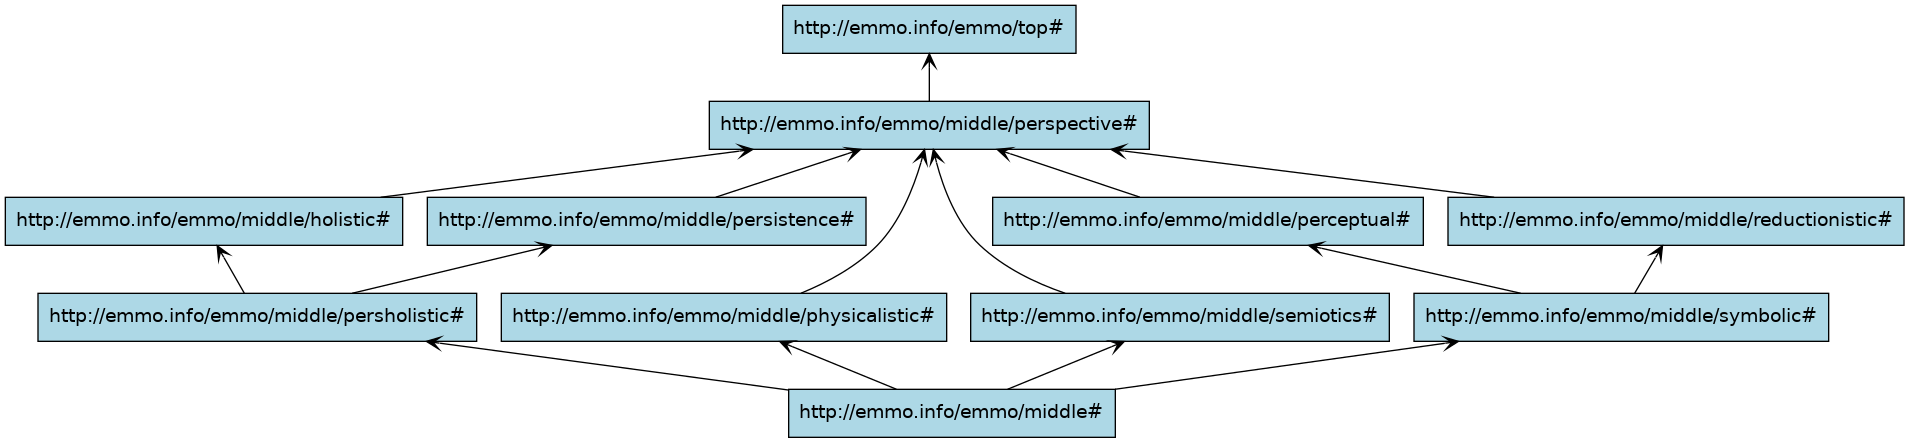 http://emmo.info/emmo/top#
http://emmo.info/emmo/middle/perspective#
http://emmo.info/emmo/middle/holistic#
http://emmo.info/emmo/middle/persistence#
http://emmo.info/emmo/middle/perceptual#
http://emmo.info/emmo/middle/reductionistic#
http://emmo.info/emmo/middle/persholistic#
http://emmo.info/emmo/middle/physicalistic#
http://emmo.info/emmo/middle/semiotics#
http://emmo.info/emmo/middle/symbolic#
http://emmo.info/emmo/middle#